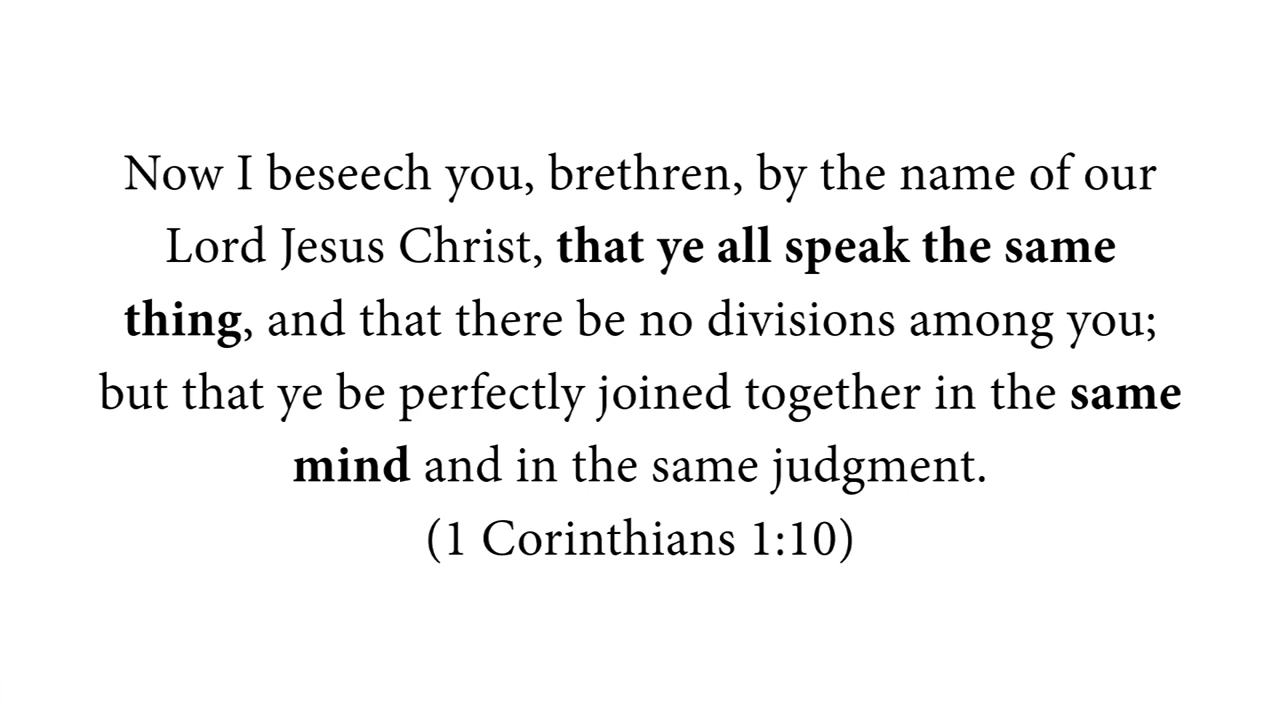 Now I beseech you, brethren, by the name of our
Lord Jesus Christ, that ye all speak the same
thing, and that there be no divisions among you;
but that ye be perfectly joined together in the same
mind and in the same judgment.
(1 Corinthians 1:10)